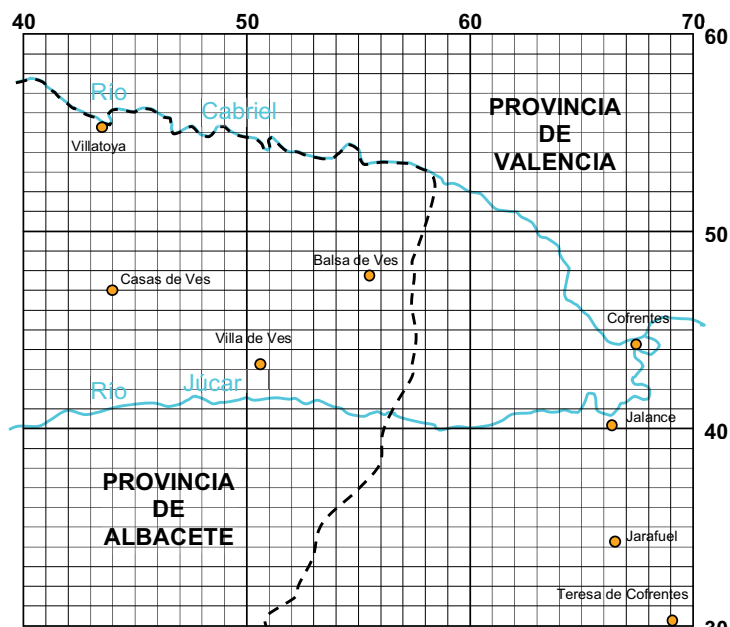 40 50 60 70
60
Río
Cabriel
PROVINCIA
DE
VALENCIA
Villatoya
50
Balsa de Ves
Casas de Ves
Cofrentes
Villa de Ves
Río Júcar
Jalance
40
PROVINCIA
DE
ALBACETE
Jarafuel
Teresa de Cofrentes
30